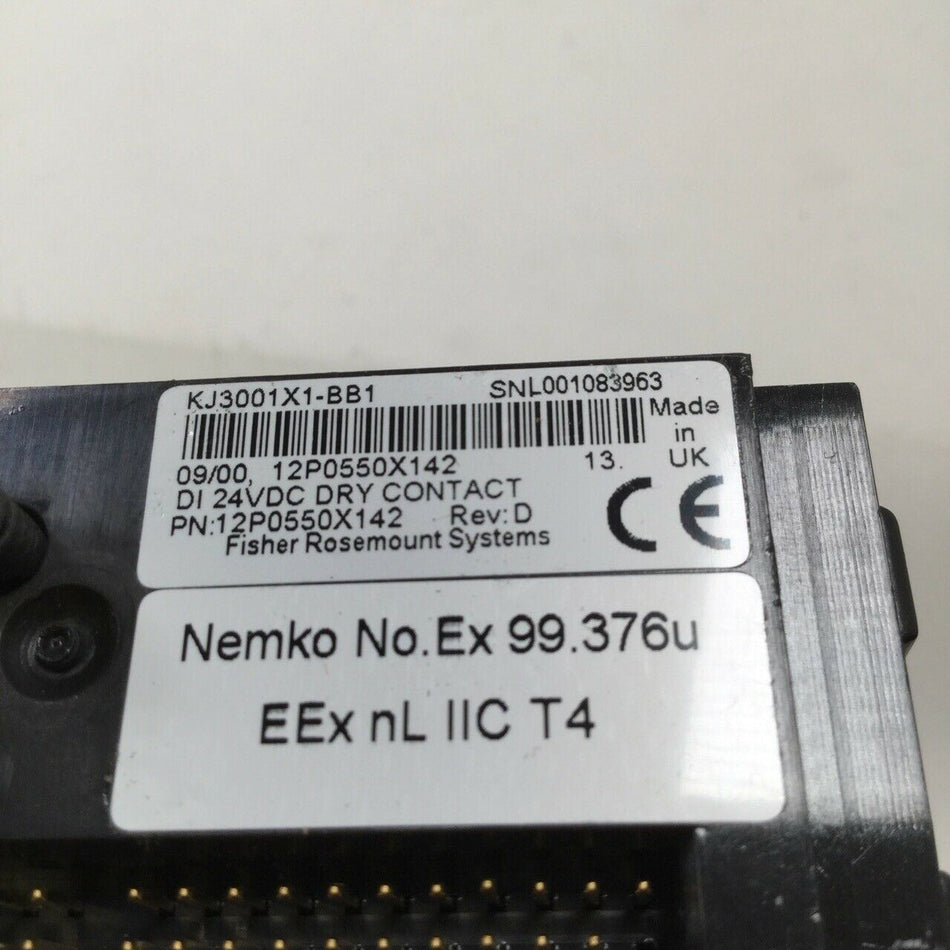 KJ3001X1-BB1 SNL001083963
Made
in
UK
09/00, 12P0550X142 13.
DI 24VDC DRY CONTACT
PN:12P0550X142 Rev:D
Fisher Rosemount Systems
CE
Nemko No.Ex 99.376u
EEx nL IIC T4